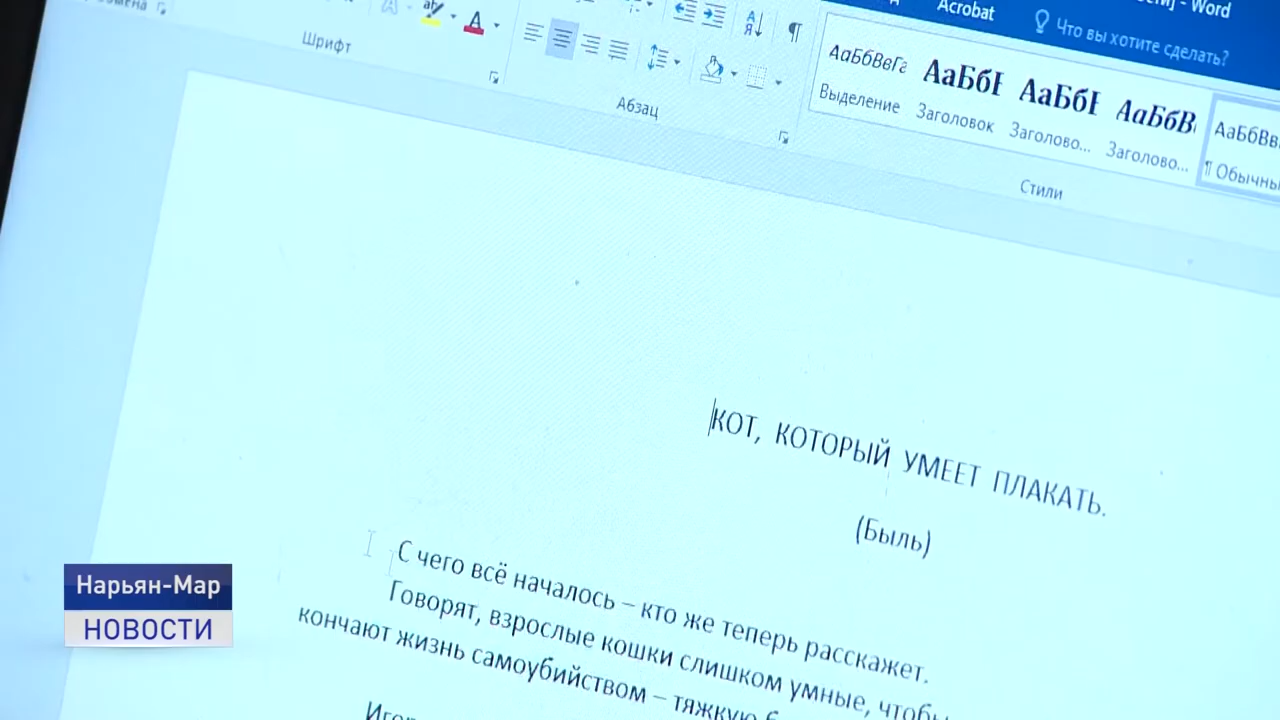 Acrobat
- Word
Что вы хотите сделать?
Шрифт
Абзац
Стили
АаБбВвГг АаБбВ АаБбВ АаБбВв АаБбВв
Выделение Заголовок Заголово... Заголово... ¶ Обычный
КОТ, КОТОРЫЙ УМЕЕТ ПЛАКАТЬ.
(Быль)
С чего всё началось – кто же теперь расскажет.
Говорят, взрослые кошки слишком умные, чтобы
кончают жизнь самоубийством – тяжкую
Нарьян-Мар
НОВОСТИ